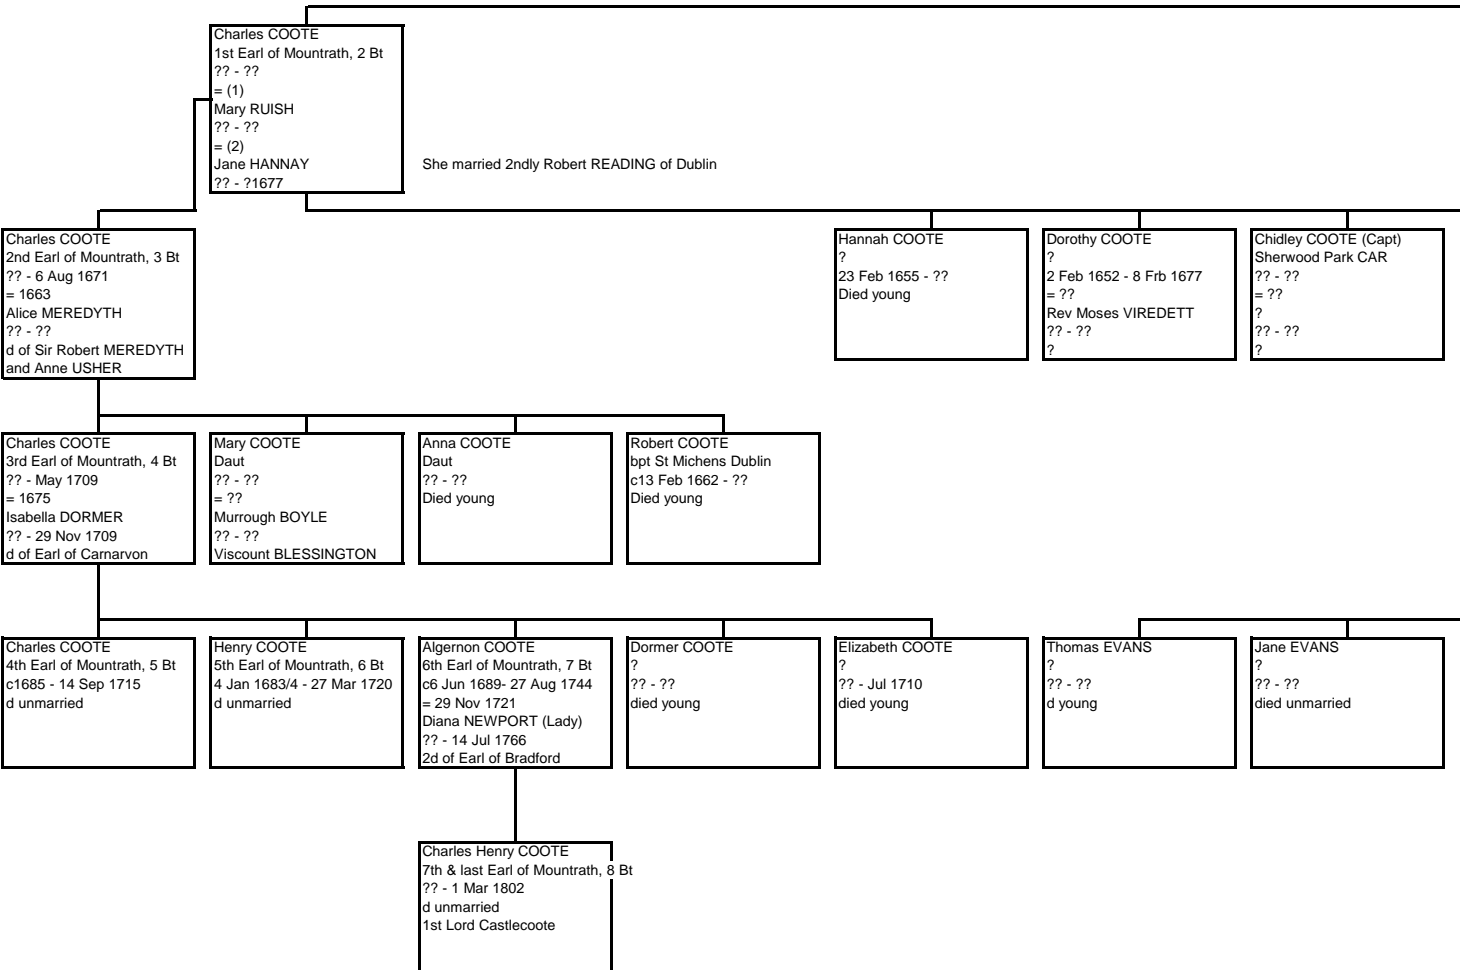 Charles COOTE
1st Earl of Mountrath, 2 Bt
?? - ??
= (1)
Mary RUISH
?? - ??
= (2)
Jane HANNAY
?? - ?1677
She married 2ndly Robert READING of Dublin
Charles COOTE
2nd Earl of Mountrath, 3 Bt
?? - 6 Aug 1671
= 1663
Alice MEREDYTH
?? - ??
d of Sir Robert MEREDYTH
and Anne USHER
Hannah COOTE
?
23 Feb 1655 - ??
Died young
Dorothy COOTE
?
2 Feb 1652 - 8 Frb 1677
= ??
Rev Moses VIREDETT
?? - ??
?
Chidley COOTE (Capt)
Sherwood Park CAR
?? - ??
= ??
?
?? - ??
?
Charles COOTE
3rd Earl of Mountrath, 4 Bt
?? - May 1709
= 1675
Isabella DORMER
?? - 29 Nov 1709
d of Earl of Carnarvon
Mary COOTE
Daut
?? - ??
= ??
Murrough BOYLE
?? - ??
Viscount BLESSINGTON
Anna COOTE
Daut
?? - ??
Died young
Robert COOTE
bpt St Michens Dublin
c13 Feb 1662 - ??
Died young
Charles COOTE
4th Earl of Mountrath, 5 Bt
c1685 - 14 Sep 1715
d unmarried
Henry COOTE
5th Earl of Mountrath, 6 Bt
4 Jan 1683/4 - 27 Mar 1720
d unmarried
Algernon COOTE
6th Earl of Mountrath, 7 Bt
c6 Jun 1689- 27 Aug 1744
= 29 Nov 1721
Diana NEWPORT (Lady)
?? - 14 Jul 1766
2d of Earl of Bradford
Dormer COOTE
?
?? - ??
died young
Elizabeth COOTE
?
?? - Jul 1710
died young
Thomas EVANS
?
?? - ??
d young
Jane EVANS
?
?? - ??
died unmarried
Charles Henry COOTE
7th & last Earl of Mountrath, 8 Bt
?? - 1 Mar 1802
d unmarried
1st Lord Castlecoote